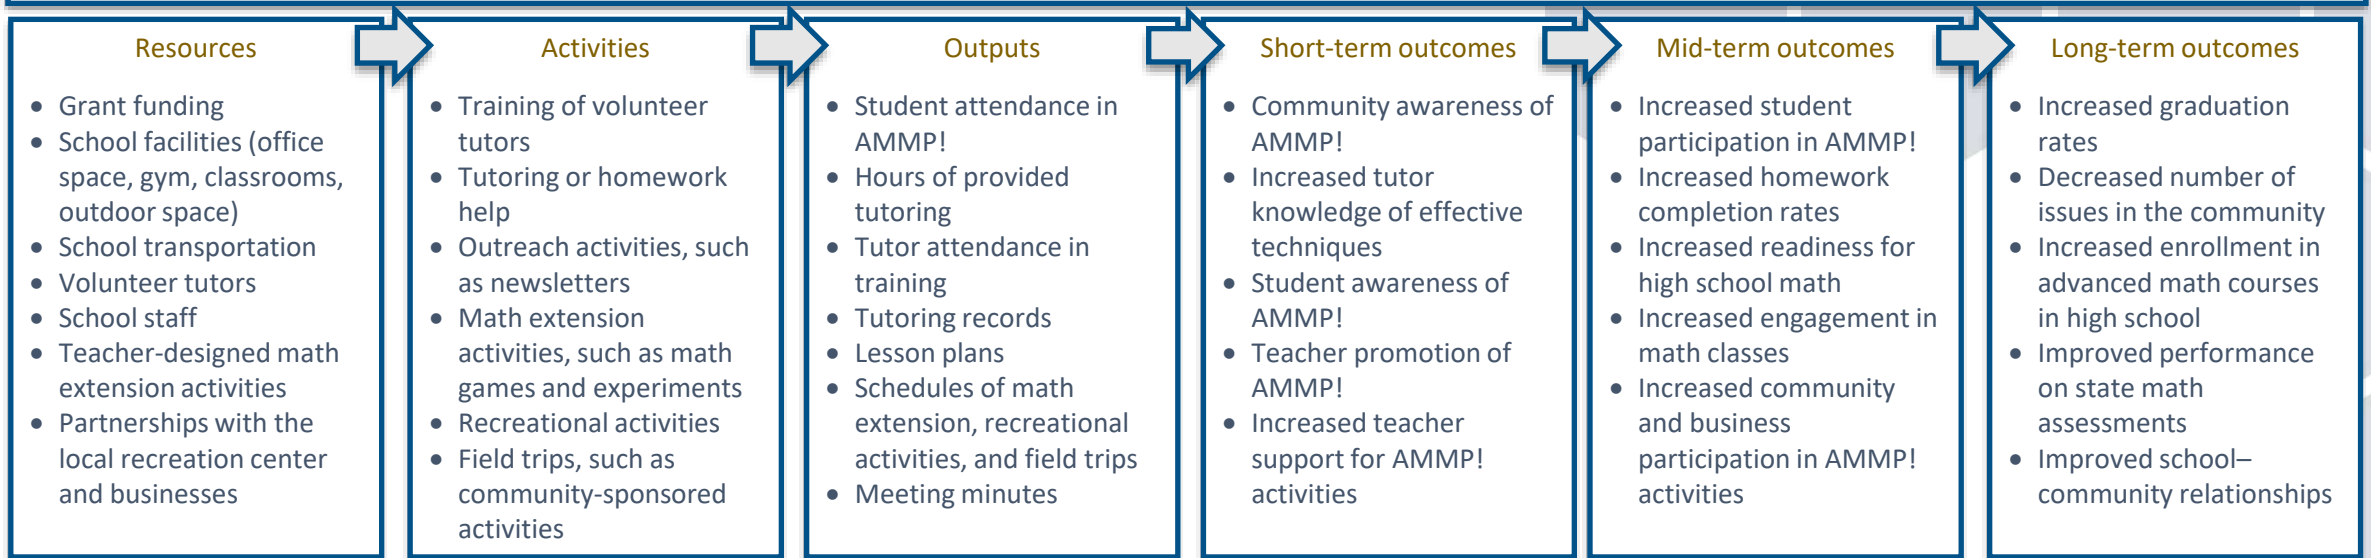 Resources
• Grant funding
• School facilities (office
space, gym, classrooms,
outdoor space)
• School transportation
• Volunteer tutors
• School staff
• Teacher-designed math
extension activities
• Partnerships with the
local recreation center
and businesses
Activities
• Training of volunteer
tutors
• Tutoring or homework
help
• Outreach activities, such
as newsletters
• Math extension
activities, such as math
games and experiments
• Recreational activities
• Field trips, such as
community-sponsored
activities
Outputs
• Student attendance in
AMMP!
• Hours of provided
tutoring
• Tutor attendance in
training
• Tutoring records
• Lesson plans
• Schedules of math
extension, recreational
activities, and field trips
• Meeting minutes
Short-term outcomes
• Community awareness of
AMMP!
• Increased tutor
knowledge of effective
techniques
• Student awareness of
AMMP!
• Teacher promotion of
AMMP!
• Increased teacher
support for AMMP!
activities
Mid-term outcomes
• Increased student
participation in AMMP!
• Increased homework
completion rates
• Increased readiness for
high school math
• Increased engagement in
math classes
• Increased community
and business
participation in AMMP!
activities
Long-term outcomes
• Increased graduation
rates
• Decreased number of
issues in the community
• Increased enrollment in
advanced math courses
in high school
• Improved performance
on state math
assessments
• Improved school–
community relationships